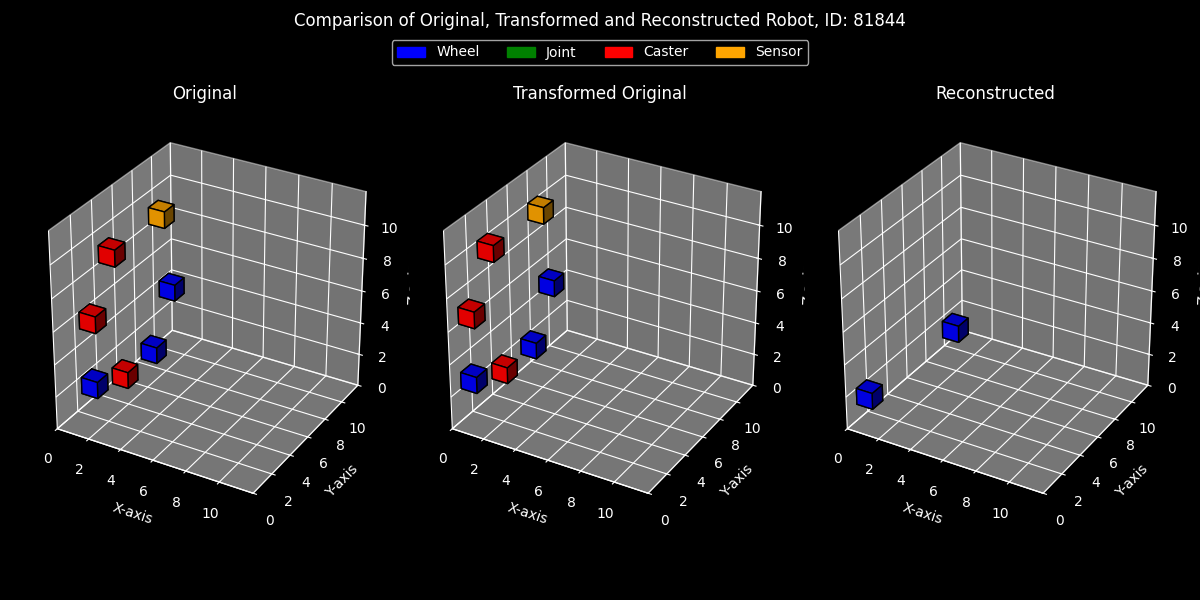 Comparison of Original, Transformed and Reconstructed Robot, ID: 81844
Wheel Joint Caster Sensor
Original Transformed Original Reconstructed
10 10 10
8 8 8
6 6 6
4 4 4
2 2 2
0 0 0
10 10 10
8 8 8
6 6 6
4 4 4
2 2 2
0 0 0
0 2 4 6 8 10 0 2 4 6 8 10 0 2 4 6 8 10
X-axis Y-axis X-axis Y-axis X-axis Y-axis